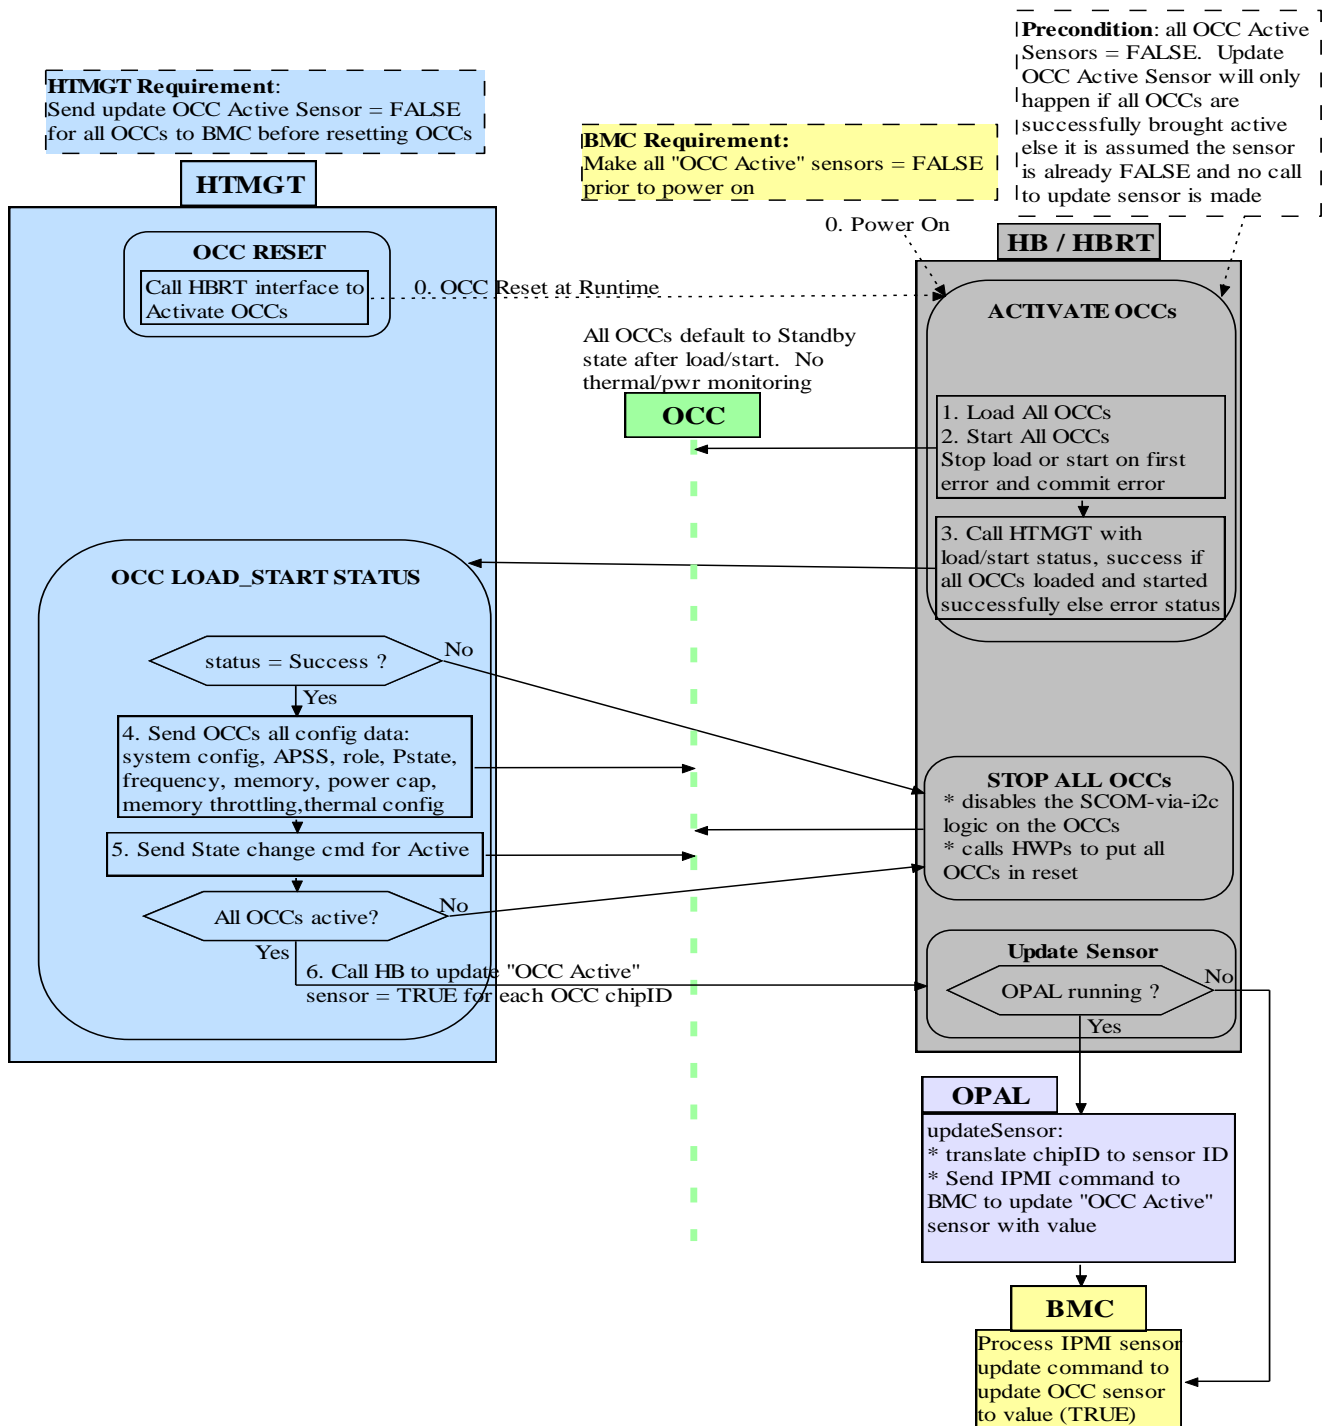 Precondition: all OCC Active
Sensors = FALSE.  Update
OCC Active Sensor will only
happen if all OCCs are
successfully brought active
else it is assumed the sensor
is already FALSE and no call
to update sensor is made
HTMGT Requirement:
Send update OCC Active Sensor = FALSE
for all OCCs to BMC before resetting OCCs
BMC Requirement:
Make all "OCC Active" sensors = FALSE
prior to power on
HTMGT
0. Power On
HB / HBRT
OCC RESET
Call HBRT interface to
Activate OCCs
0. OCC Reset at Runtime
ACTIVATE OCCs
All OCCs default to Standby
state after load/start.  No
thermal/pwr monitoring
OCC
1. Load All OCCs
2. Start All OCCs
Stop load or start on first
error and commit error
3. Call HTMGT with
load/start status, success if
all OCCs loaded and started
successfully else error status
OCC LOAD_START STATUS
status = Success ?
No
Yes
4. Send OCCs all config data:
system config, APSS, role, Pstate,
frequency, memory, power cap,
memory throttling,thermal config
5. Send State change cmd for Active
All OCCs active?
No
Yes
6. Call HB to update "OCC Active"
sensor = TRUE for each OCC chipID
STOP ALL OCCs
* disables the SCOM-via-i2c
logic on the OCCs
* calls HWPs to put all
OCCs in reset
Update Sensor
OPAL running ?
No
Yes
OPAL
updateSensor:
* translate chipID to sensor ID
* Send IPMI command to
BMC to update "OCC Active"
sensor with value
BMC
Process IPMI sensor
update command to
update OCC sensor
to value (TRUE)